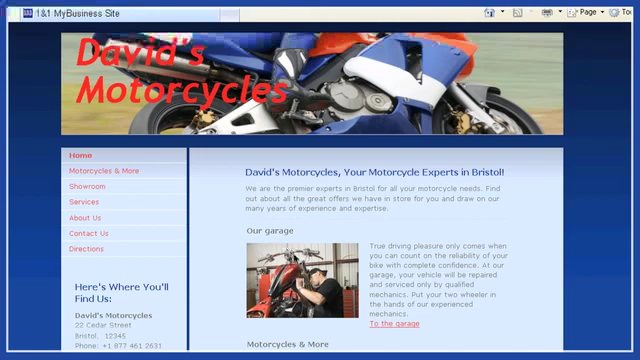 1&1 MyBusiness Site
Page
Too
David's
Motorcycles
Home
Motorcycles & More
Showroom
Services
About Us
Contact Us
Directions
Here's Where You'll
Find Us:
David's Motorcycles
22 Cedar Street
Bristol, 12345
Phone: +1 877 461 2631
David's Motorcycles, Your Motorcycle Experts in Bristol!
We are the premier experts in Bristol for all your motorcycle needs. Find
out about all the great offers we have in store for you and draw on our
many years of experience and expertise.
Our garage
True driving pleasure only comes when
you can count on the reliability of your
bike with complete confidence. At our
garage, your vehicle will be repaired
and serviced only by qualified
mechanics. Put your two wheeler in
the hands of our experienced
mechanics.
To the garage
Motorcycles & More